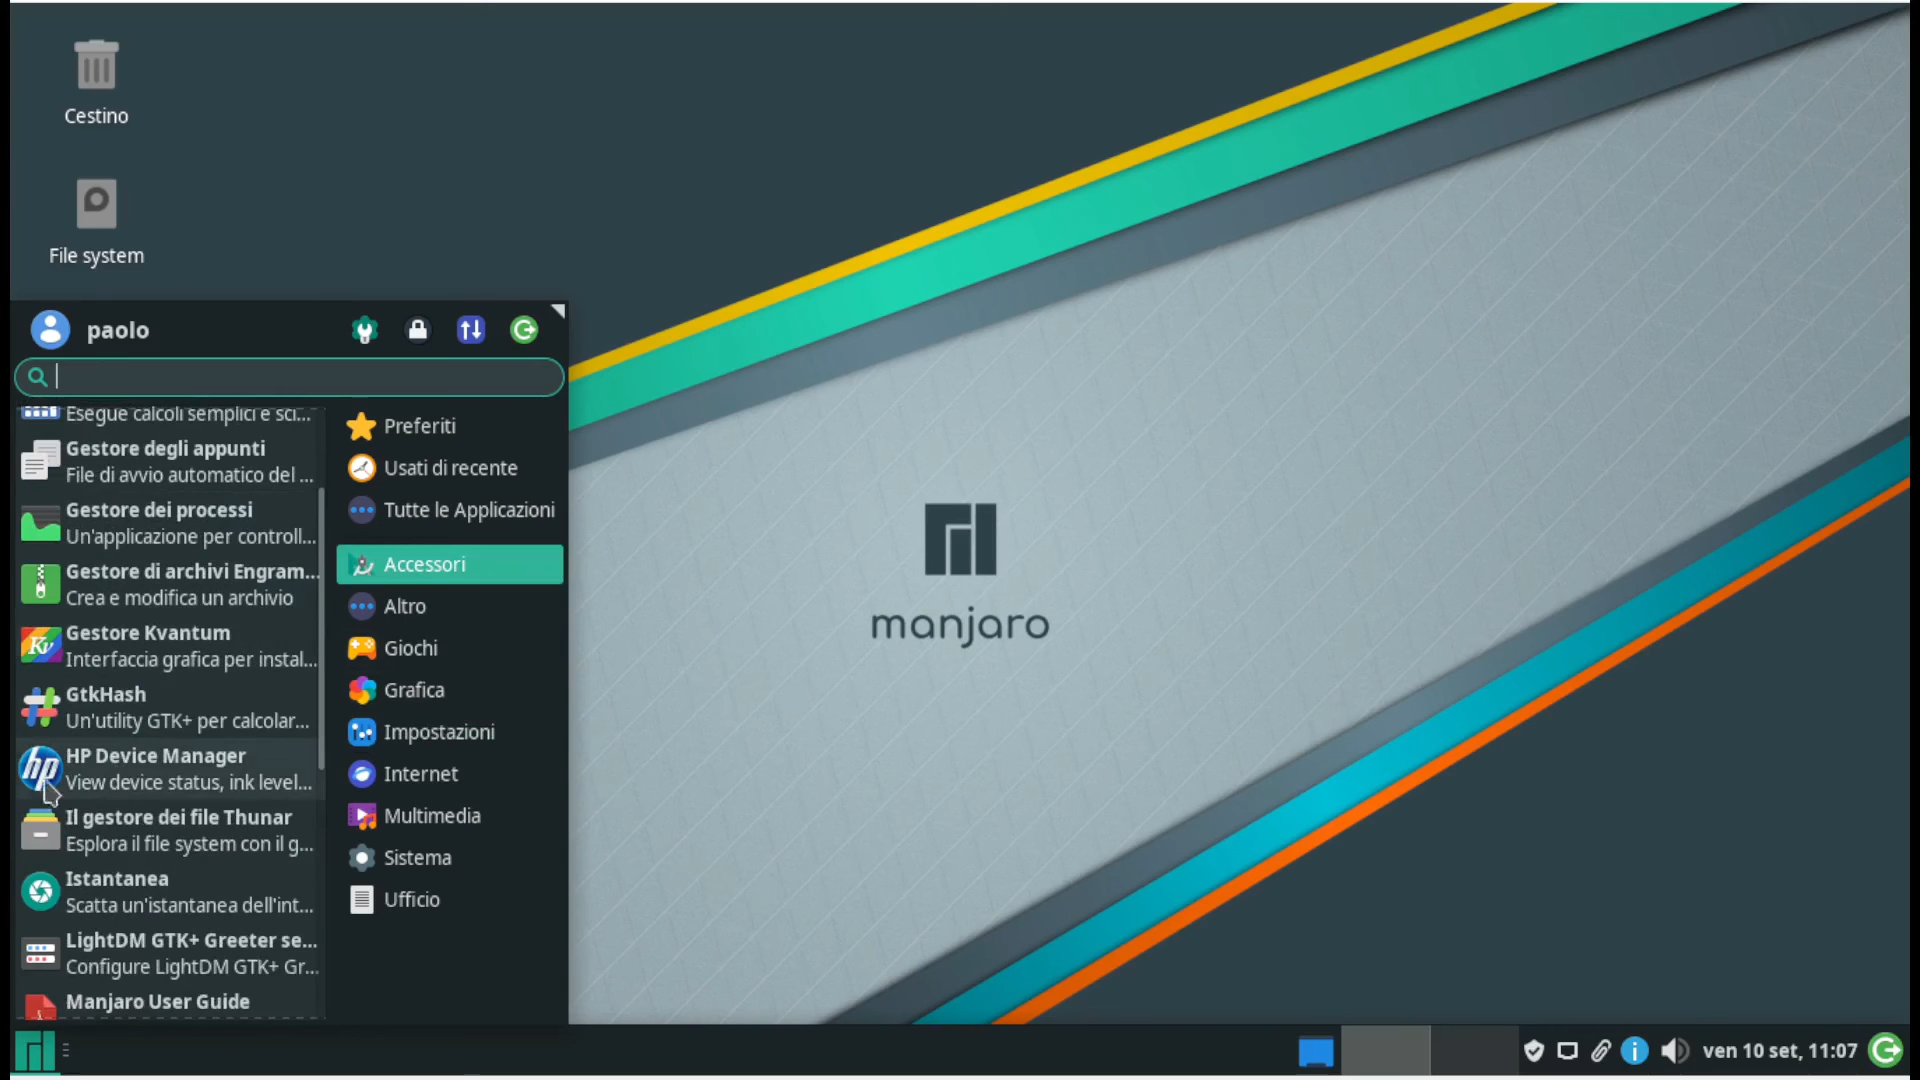 Cestino
File system
paolo
Esegue calcoli semplici e sci...
Gestore degli appunti
File di avvio automatico del ...
Gestore dei processi
Un'applicazione per controll...
Gestore di archivi Engram...
Crea e modifica un archivio
Gestore Kvantum
Interfaccia grafica per instal...
GtkHash
Un'utility GTK+ per calcolar...
HP Device Manager
View device status, ink level...
Il gestore dei file Thunar
Esplora il file system con il g...
Istantanea
Scatta un'istantanea dell'int...
LightDM GTK+ Greeter se...
Configure LightDM GTK+ Gr...
Manjaro User Guide
Preferiti
Usati di recente
Tutte le Applicazioni
Accessori
Altro
Giochi
Grafica
Impostazioni
Internet
Multimedia
Sistema
Ufficio
manjaro
ven 10 set, 11:07